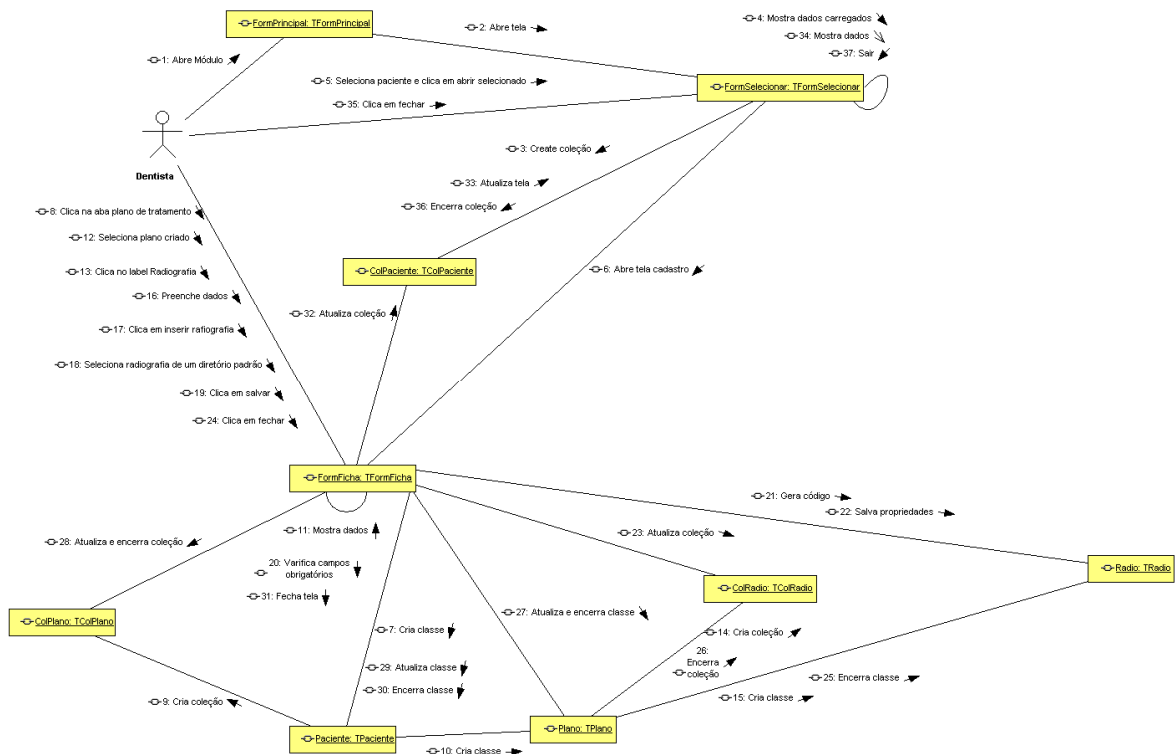 FormPrincipal: TFormPrincipal
2: Abre tela
4: Mostra dados carregados
34: Mostra dados
37: Sair
1: Abre Módulo
5: Seleciona paciente e clica em abrir selecionado
FormSelecionar: TFormSelecionar
35: Clica em fechar
Dentista
3: Create coleção
33: Atualiza tela
36: Encerra coleção
8: Clica na aba plano de tratamento
12: Seleciona plano criado
13: Clica no label Radiografia
16: Preenche dados
17: Clica em inserir rafiografia
18: Seleciona radiografia de um diretório padrão
19: Clica em salvar
24: Clica em fechar
ColPaciente: TColPaciente
6: Abre tela cadastro
32: Atualiza coleção
FormFicha: TFormFicha
21: Gera código
22: Salva propriedades
28: Atualiza e encerra coleção
11: Mostra dados
20: Varifica campos
obrigatórios
31: Fecha tela
23: Atualiza coleção
Radio: TRadio
ColRadio: TColRadio
ColPlano: TColPlano
27: Atualiza e encerra classe
7: Cria classe
14: Cria coleção
26:
Encerra
coleção
29: Atualiza classe
30: Encerra classe
25: Encerra classe
15: Cria classe
9: Cria coleção
Paciente: TPaciente
Plano: TPlano
10: Cria classe